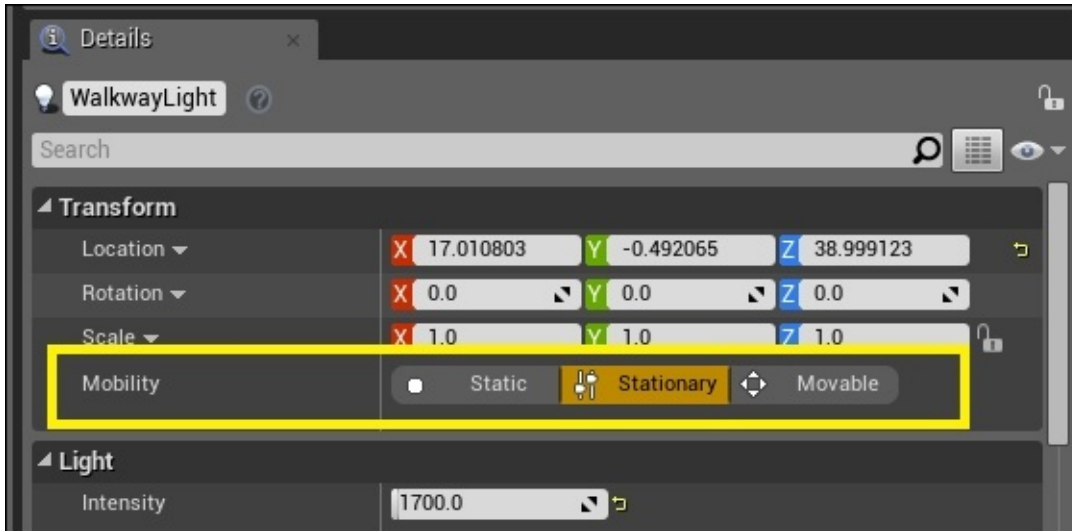 Details
WalkwayLight
Search
Transform
Location X 17.010803 Y -0.492065 Z 38.999123
Rotation X 0.0 Y 0.0 Z 0.0
Scale X 1.0 Y 1.0 Z 1.0
Mobility Static Stationary Movable
Light
Intensity 1700.0